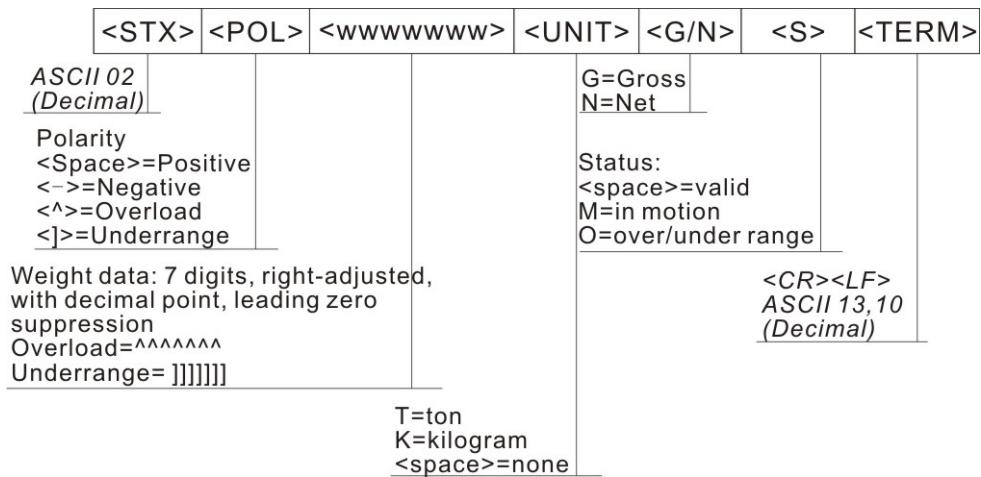 <STX> <POL> <wwwwwww> <UNIT> <G/N> <S> <TERM>
ASCII 02
(Decimal)
G=Gross
N=Net
Polarity
<Space>=Positive
<->=Negative
<^>=Overload
<]>=Underrange
Status:
<space>=valid
M=in motion
O=over/under range
Weight data: 7 digits, right-adjusted,
with decimal point, leading zero
suppression
Overload=^^^^^^^
Underrange= ]]]]]]]
<CR><LF>
ASCII 13,10
(Decimal)
T=ton
K=kilogram
<space>=none